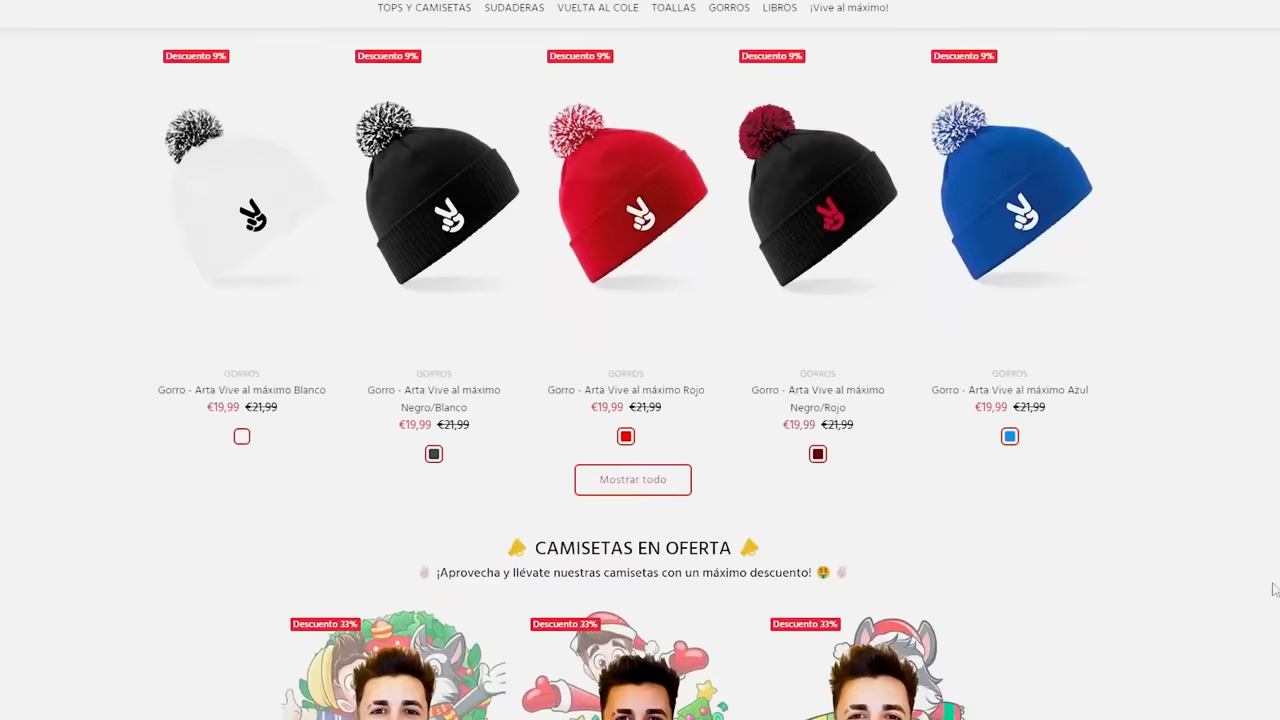 TOPS Y CAMISETAS SUDADERAS VUELTA AL COLE TOALLAS GORROS LIBROS ¡Vive al máximo!
Descuento 9% Descuento 9% Descuento 9% Descuento 9% Descuento 9%
GORROS GORROS GORROS GORROS GORROS
Gorro - Arta Vive al máximo Blanco
€19,99 €21,99
Gorro - Arta Vive al máximo
Negro/Blanco
€19,99 €21,99
Gorro - Arta Vive al máximo Rojo
€19,99 €21,99
Gorro - Arta Vive al máximo
Negro/Rojo
€19,99 €21,99
Gorro - Arta Vive al máximo Azul
€19,99 €21,99
Mostrar todo
CAMISETAS EN OFERTA
¡Aprovecha y llévate nuestras camisetas con un máximo descuento!
Descuento 33% Descuento 33% Descuento 33%